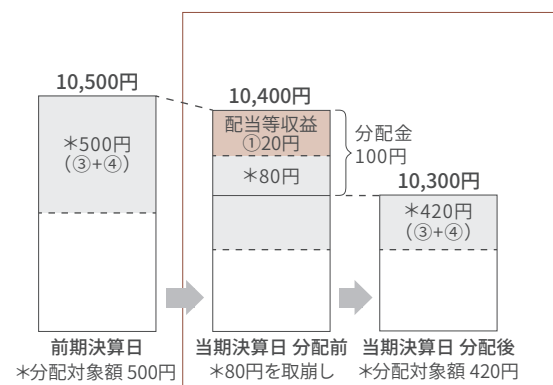 10,500円
＊500円
（③+④）
前期決算日
＊分配対象額 500円
10,400円
配当等収益
①20円
＊80円
分配金
100円
当期決算日 分配前
＊80円を取崩し
10,300円
＊420円
（③+④）
当期決算日 分配後
＊分配対象額 420円